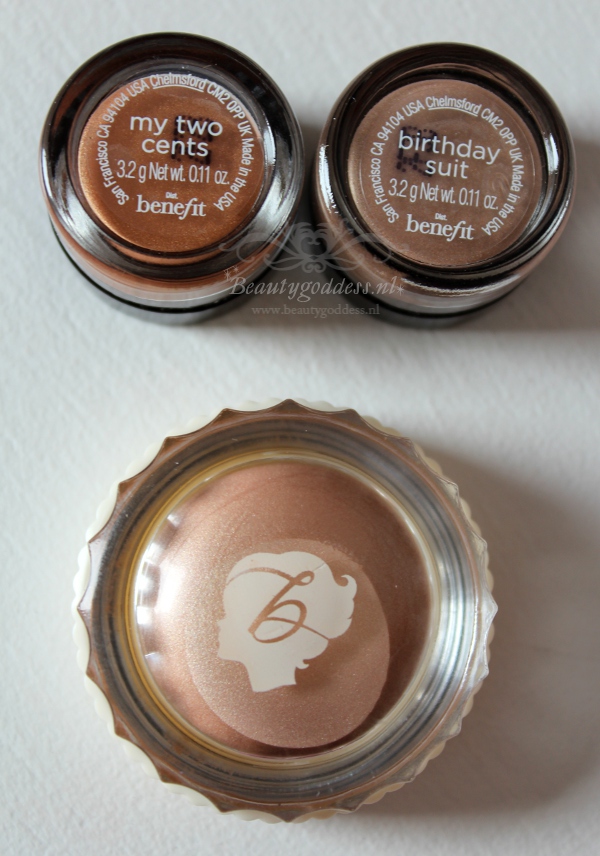 San Francisco CA 94104 USA Chelmsford CM2 0PP UK Made in the USA
my two
cents
3.2 g Net wt. 0.11 oz.
Dist.
benefit
San Francisco CA 94104 USA Chelmsford CM2 0PP UK Made in the USA
birthday
suit
3.2 g Net wt. 0.11 oz.
Dist.
benefit
Beautygoddess.nl
www.beautygoddess.nl
b